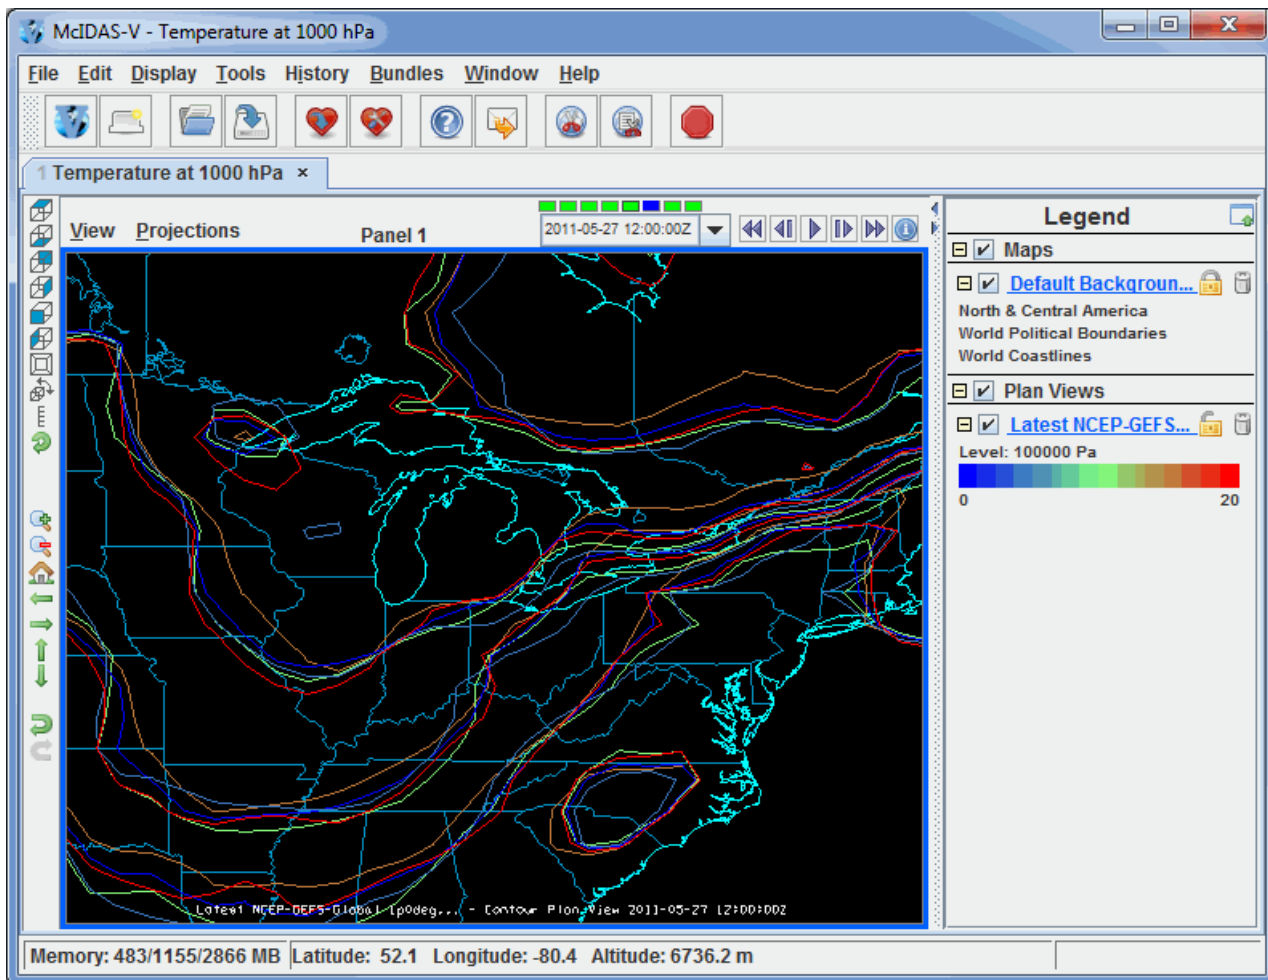 McIDAS-V - Temperature at 1000 hPa
File Edit Display Tools History Bundles Window Help
1 Temperature at 1000 hPa ×
View Projections Panel 1 2011-05-27 12:00:00Z
Latest NCEP-GEFS-Global 1p0deg... - Contour Plan View 2011-05-27 12:00:00Z
Legend
Maps
Default Backgroun...
North & Central America
World Political Boundaries
World Coastlines
Plan Views
Latest NCEP-GEFS...
Level: 100000 Pa
0 20
Memory: 483/1155/2866 MB Latitude: 52.1 Longitude: -80.4 Altitude: 6736.2 m